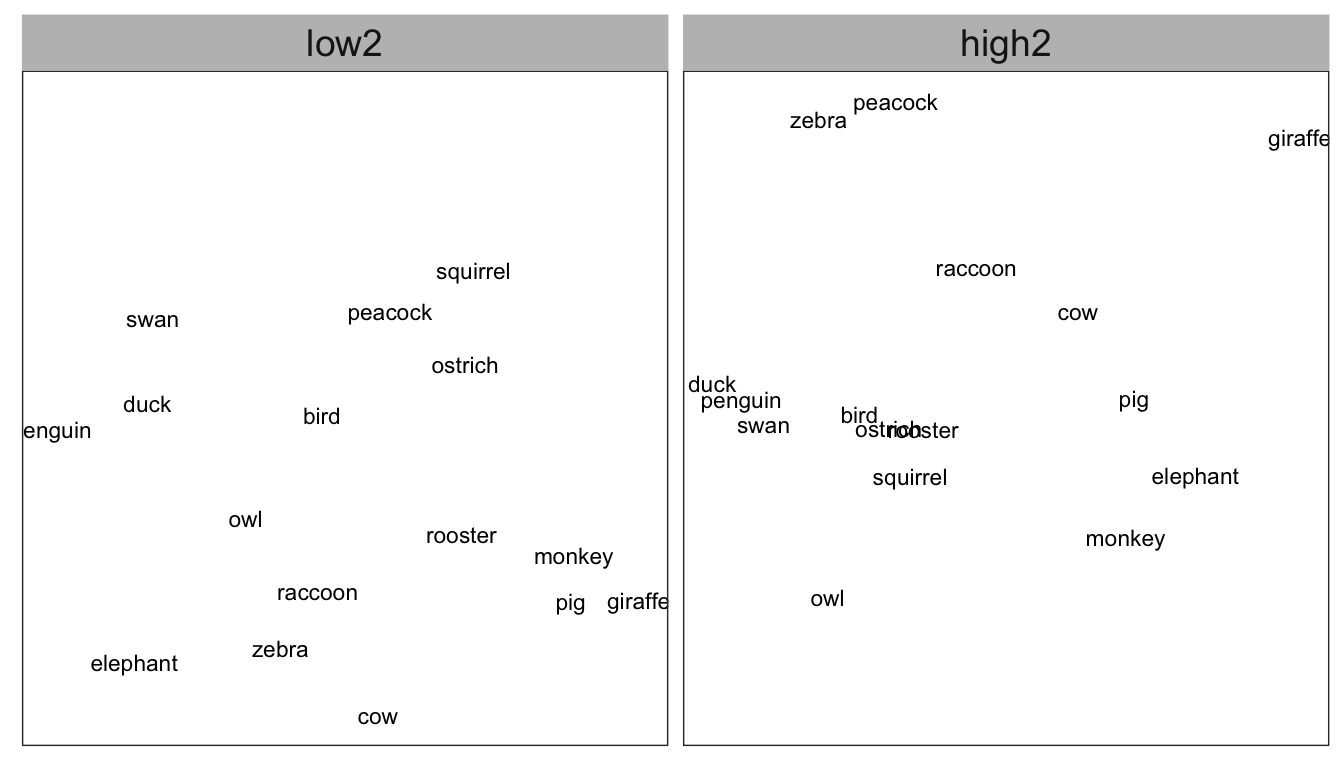 low2
squirrel
peacock
swan
ostrich
duck
bird
enguin
owl
rooster
monkey
raccoon
pig
giraffe
zebra
elephant
cow
high2
peacock
zebra
giraffe
raccoon
cow
duck
penguin
pig
bird
swan
ostrich
rooster
squirrel
elephant
monkey
owl